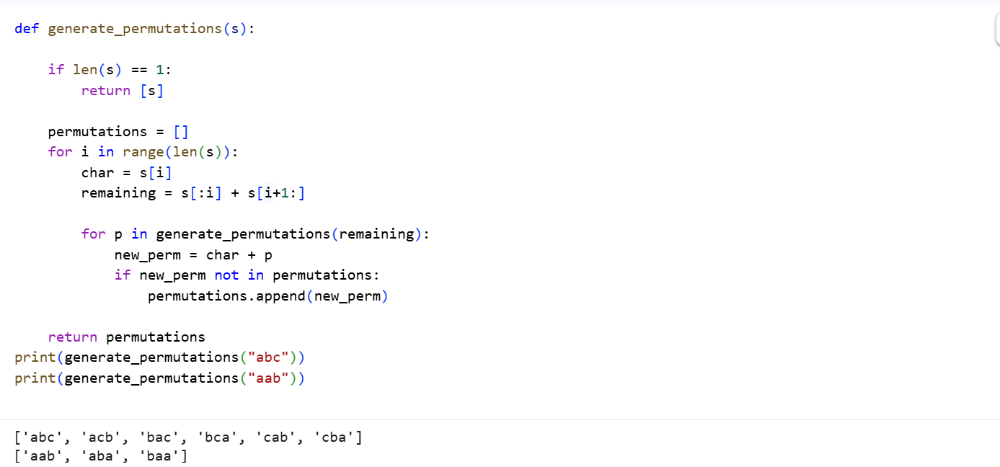 def generate_permutations(s):
    if len(s) == 1:
        return [s]
    permutations = []
    for i in range(len(s)):
        char = s[i]
        remaining = s[:i] + s[i+1:]
        for p in generate_permutations(remaining):
            new_perm = char + p
            if new_perm not in permutations:
                permutations.append(new_perm)
    return permutations
print(generate_permutations("abc"))
print(generate_permutations("aab"))
['abc', 'acb', 'bac', 'bca', 'cab', 'cba']
['aab', 'aba', 'baa']